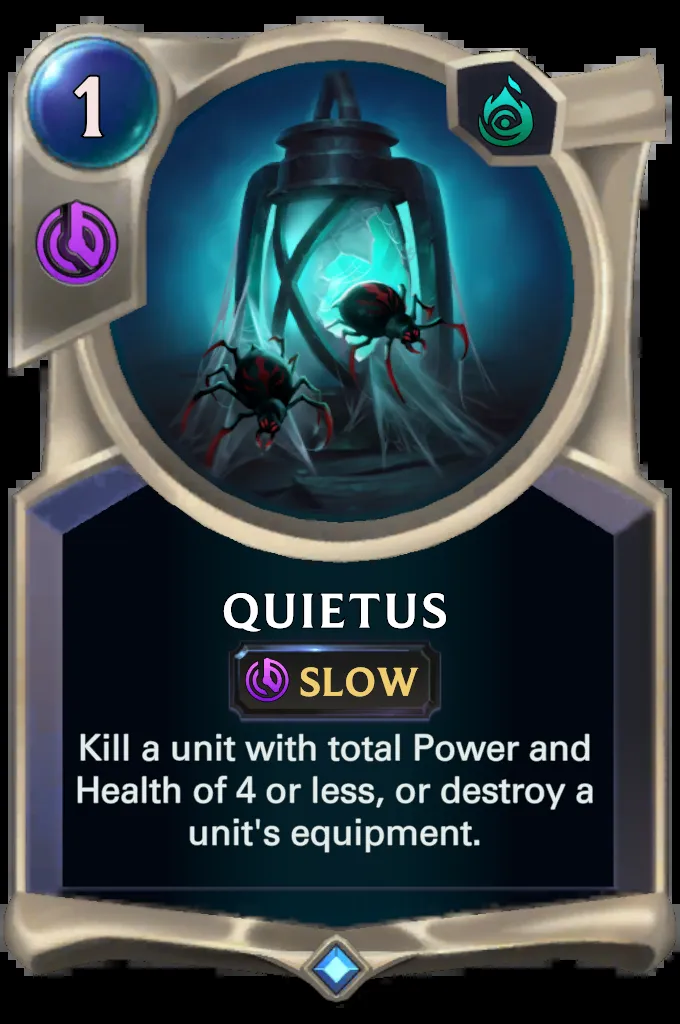 1
QUIETUS
SLOW
Kill a unit with total Power and
Health of 4 or less, or destroy a
unit's equipment.